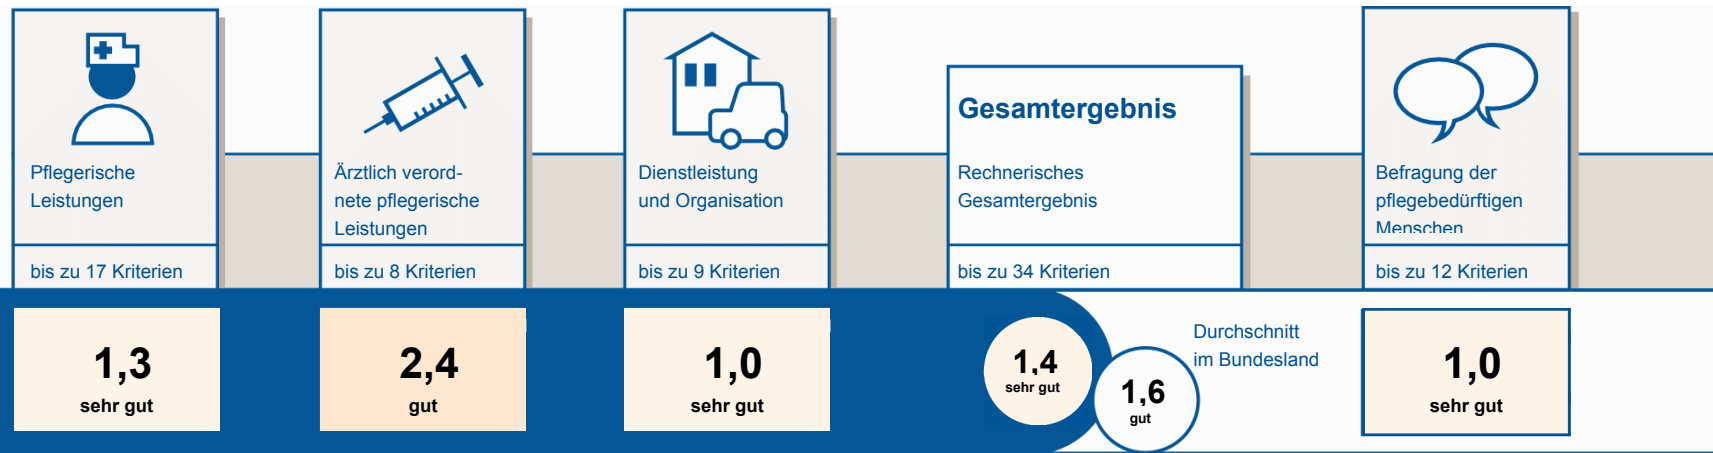 Pflegerische
Leistungen
bis zu 17 Kriterien
1,3
sehr gut
Ärztlich verord-
nete pflegerische
Leistungen
bis zu 8 Kriterien
2,4
gut
Dienstleistung
und Organisation
bis zu 9 Kriterien
1,0
sehr gut
Gesamtergebnis
Rechnerisches
Gesamtergebnis
bis zu 34 Kriterien
1,4
sehr gut
1,6
gut
Durchschnitt
im Bundesland
Befragung der
pflegebedürftigen
Menschen
bis zu 12 Kriterien
1,0
sehr gut